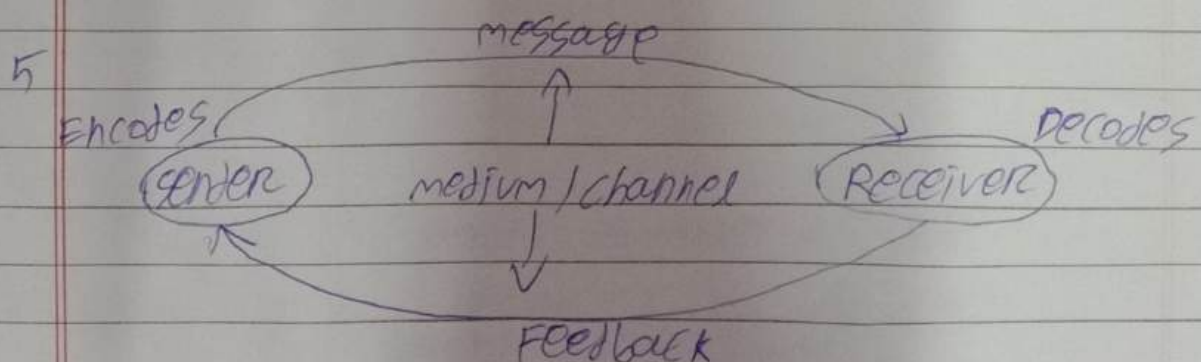 message
5
Encodes Decodes
sender medium / channel Receiver
Feedback